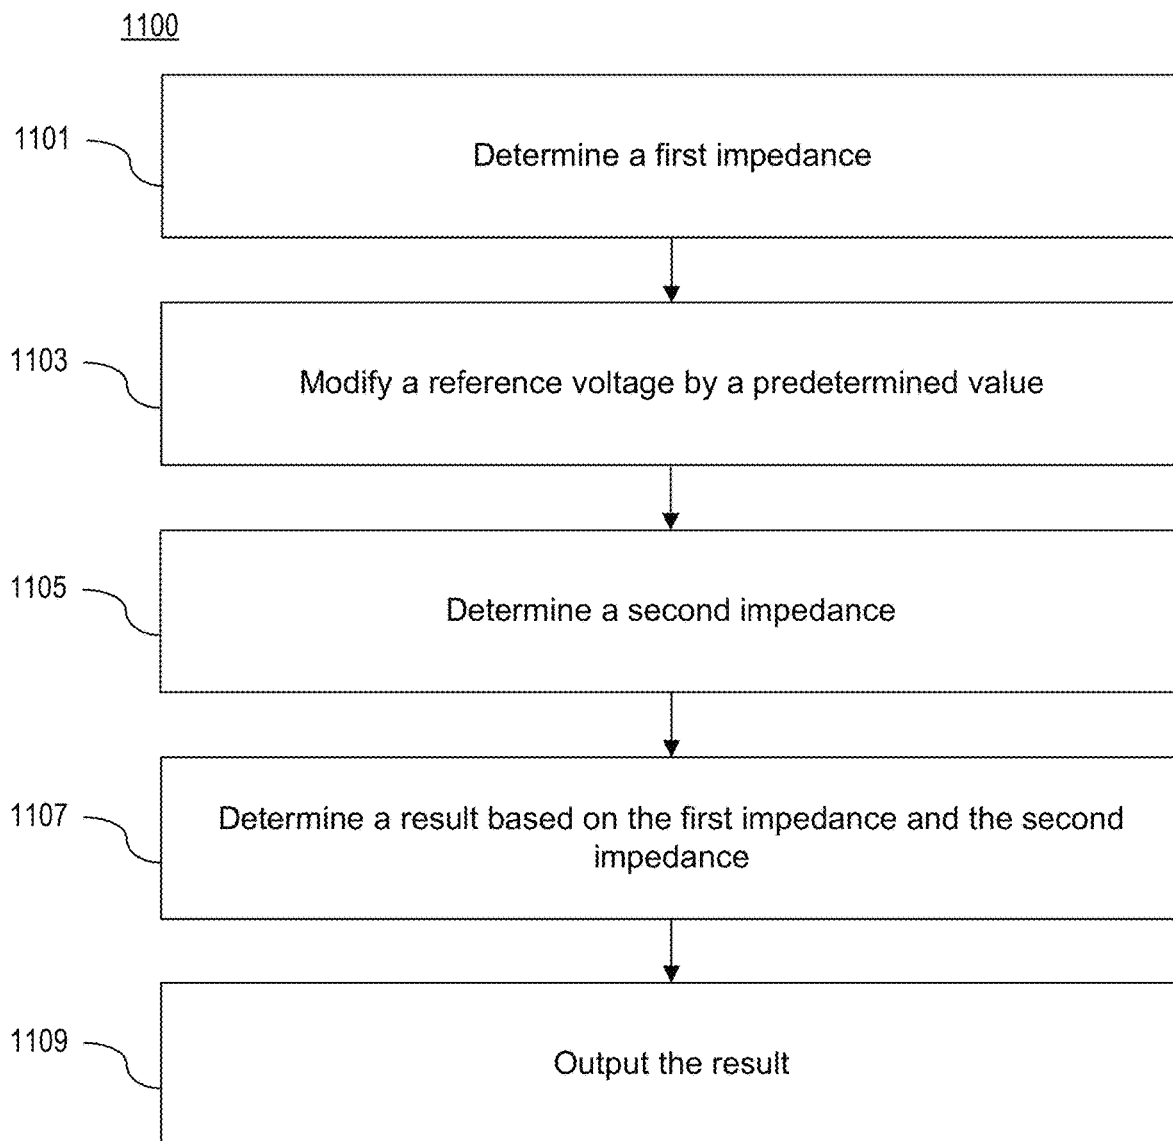 1100
1101
Determine a first impedance
1103
Modify a reference voltage by a predetermined value
1105
Determine a second impedance
1107
Determine a result based on the first impedance and the second
impedance
1109
Output the result